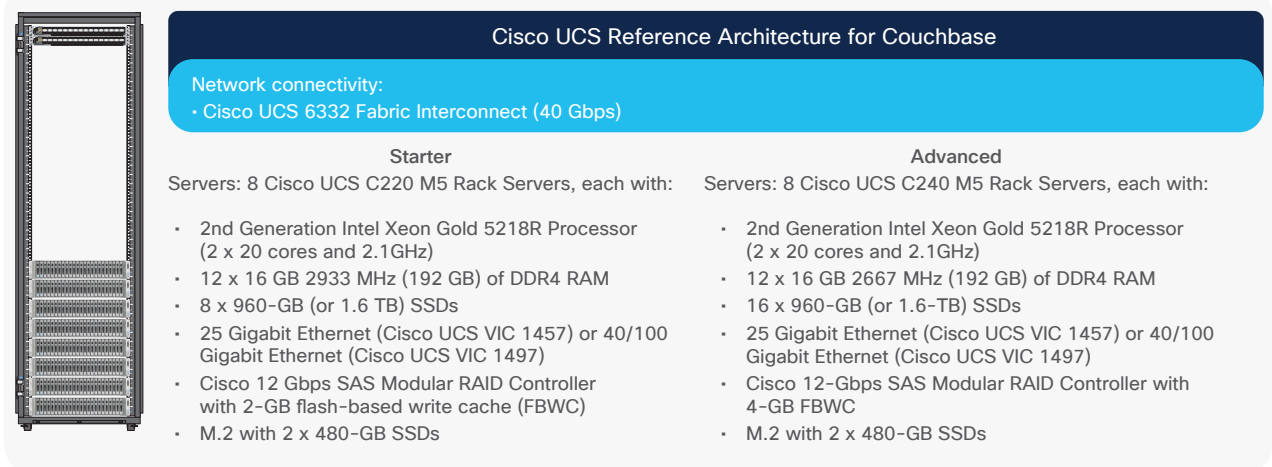 Cisco UCS Reference Architecture for Couchbase
Network connectivity:
• Cisco UCS 6332 Fabric Interconnect (40 Gbps)
Starter
Servers: 8 Cisco UCS C220 M5 Rack Servers, each with:
• 2nd Generation Intel Xeon Gold 5218R Processor
(2 x 20 cores and 2.1GHz)
• 12 x 16 GB 2933 MHz (192 GB) of DDR4 RAM
• 8 x 960-GB (or 1.6 TB) SSDs
• 25 Gigabit Ethernet (Cisco UCS VIC 1457) or 40/100
Gigabit Ethernet (Cisco UCS VIC 1497)
• Cisco 12 Gbps SAS Modular RAID Controller
with 2-GB flash-based write cache (FBWC)
• M.2 with 2 x 480-GB SSDs
Advanced
Servers: 8 Cisco UCS C240 M5 Rack Servers, each with:
• 2nd Generation Intel Xeon Gold 5218R Processor
(2 x 20 cores and 2.1GHz)
• 12 x 16 GB 2667 MHz (192 GB) of DDR4 RAM
• 16 x 960-GB (or 1.6-TB) SSDs
• 25 Gigabit Ethernet (Cisco UCS VIC 1457) or 40/100
Gigabit Ethernet (Cisco UCS VIC 1497)
• Cisco 12-Gbps SAS Modular RAID Controller with
4-GB FBWC
• M.2 with 2 x 480-GB SSDs